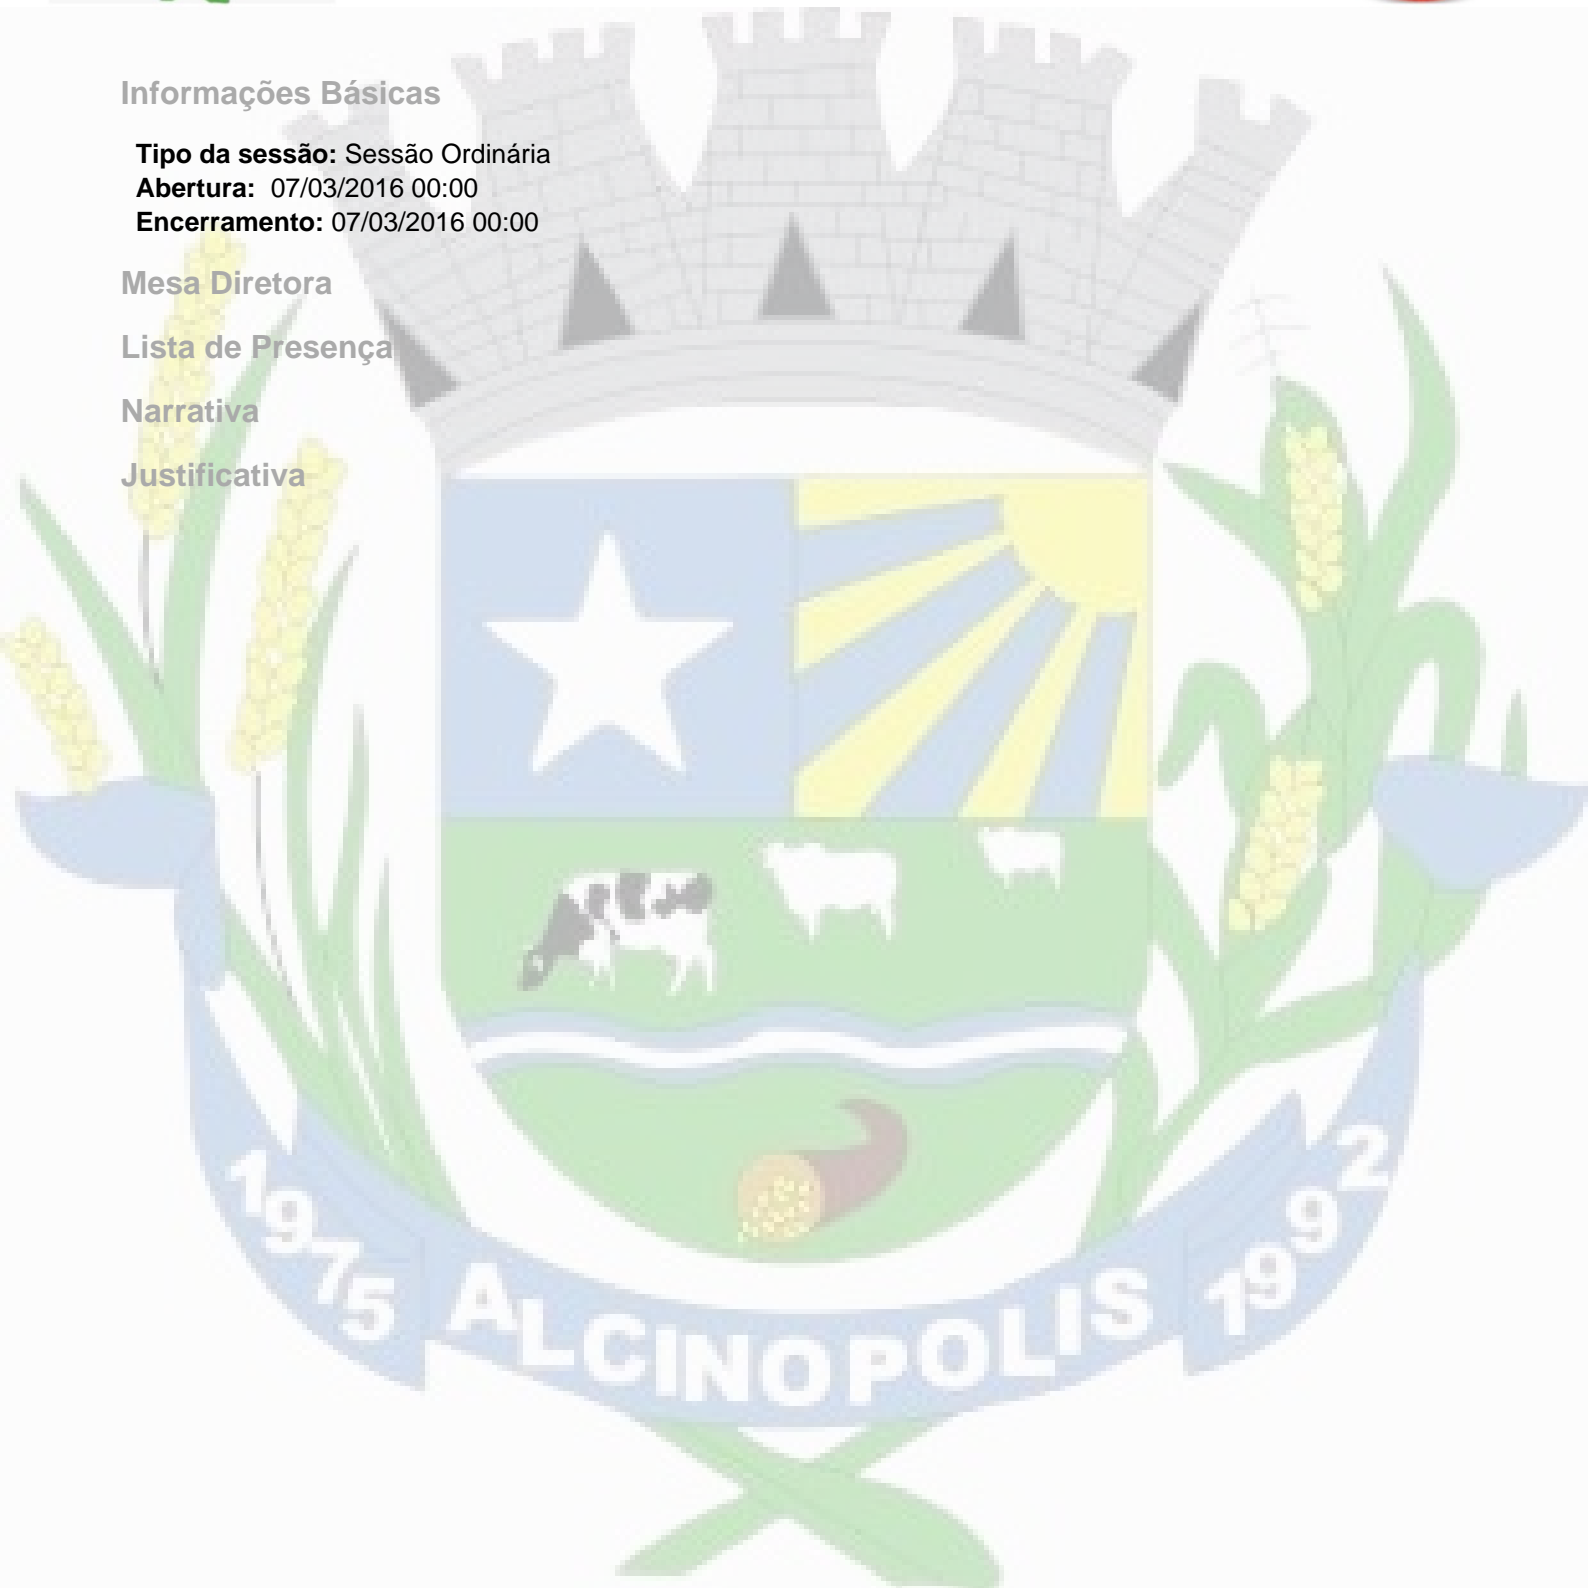 Informações Básicas
Tipo da sessão: Sessão Ordinária
Abertura: 07/03/2016 00:00
Encerramento: 07/03/2016 00:00
Mesa Diretora
Lista de Presença
Narrativa
Justificativa
1975 ALCINOPOLIS 1992